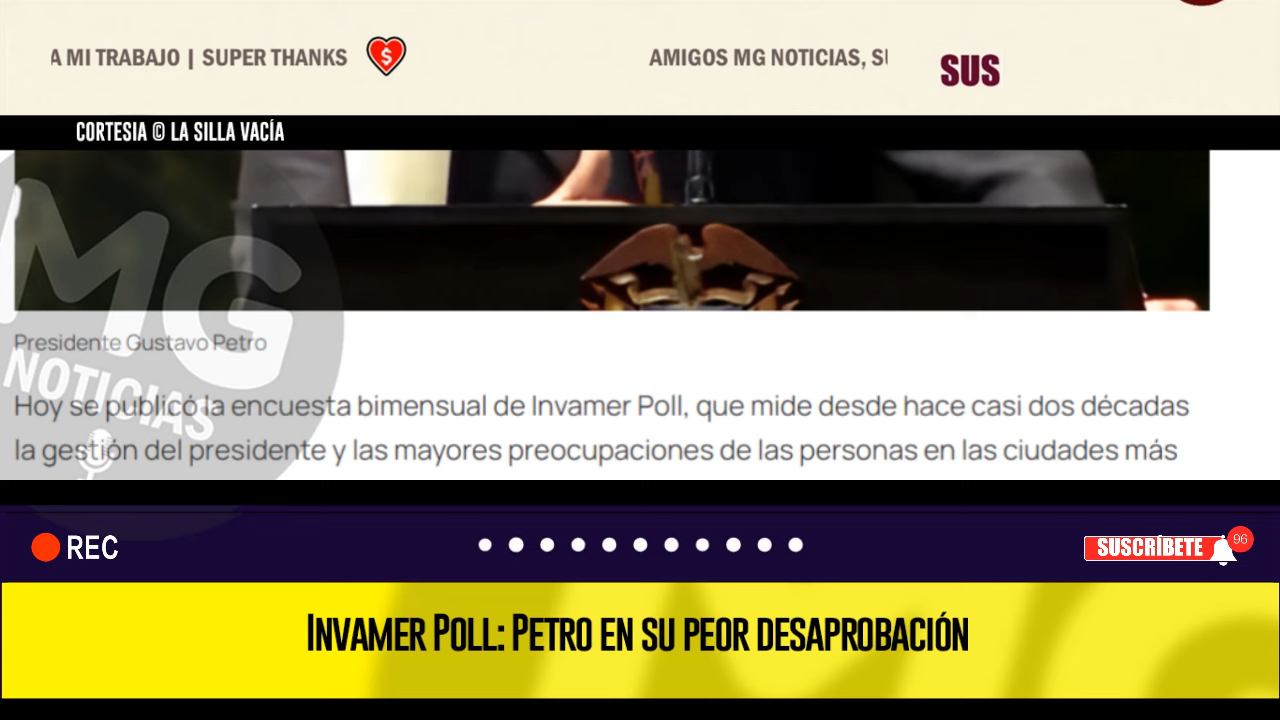 A MI TRABAJO | SUPER THANKS
AMIGOS MG NOTICIAS, SU
SUS
CORTESIA © LA SILLA VACÍA
MG
NOTICIAS
Presidente Gustavo Petro
Hoy se publicó la encuesta bimensual de Invamer Poll, que mide desde hace casi dos décadas
la gestión del presidente y las mayores preocupaciones de las personas en las ciudades más
REC
SUSCRÍBETE
96
INVAMER POLL: PETRO EN SU PEOR DESAPROBACIÓN